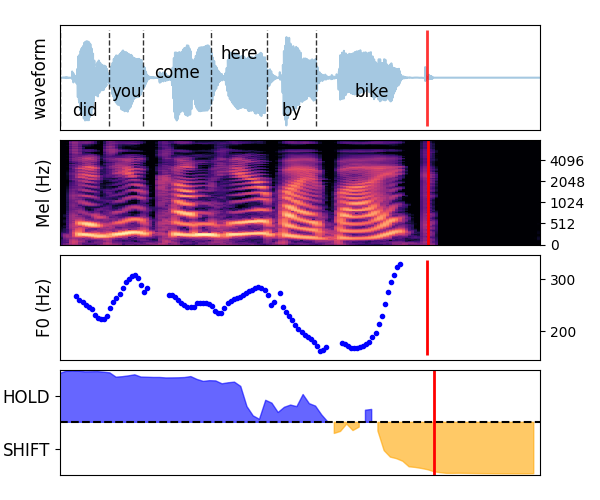 waveform
did
you
come
here
by
bike
Mel (Hz)
4096
2048
1024
512
0
F0 (Hz)
300
200
HOLD
SHIFT